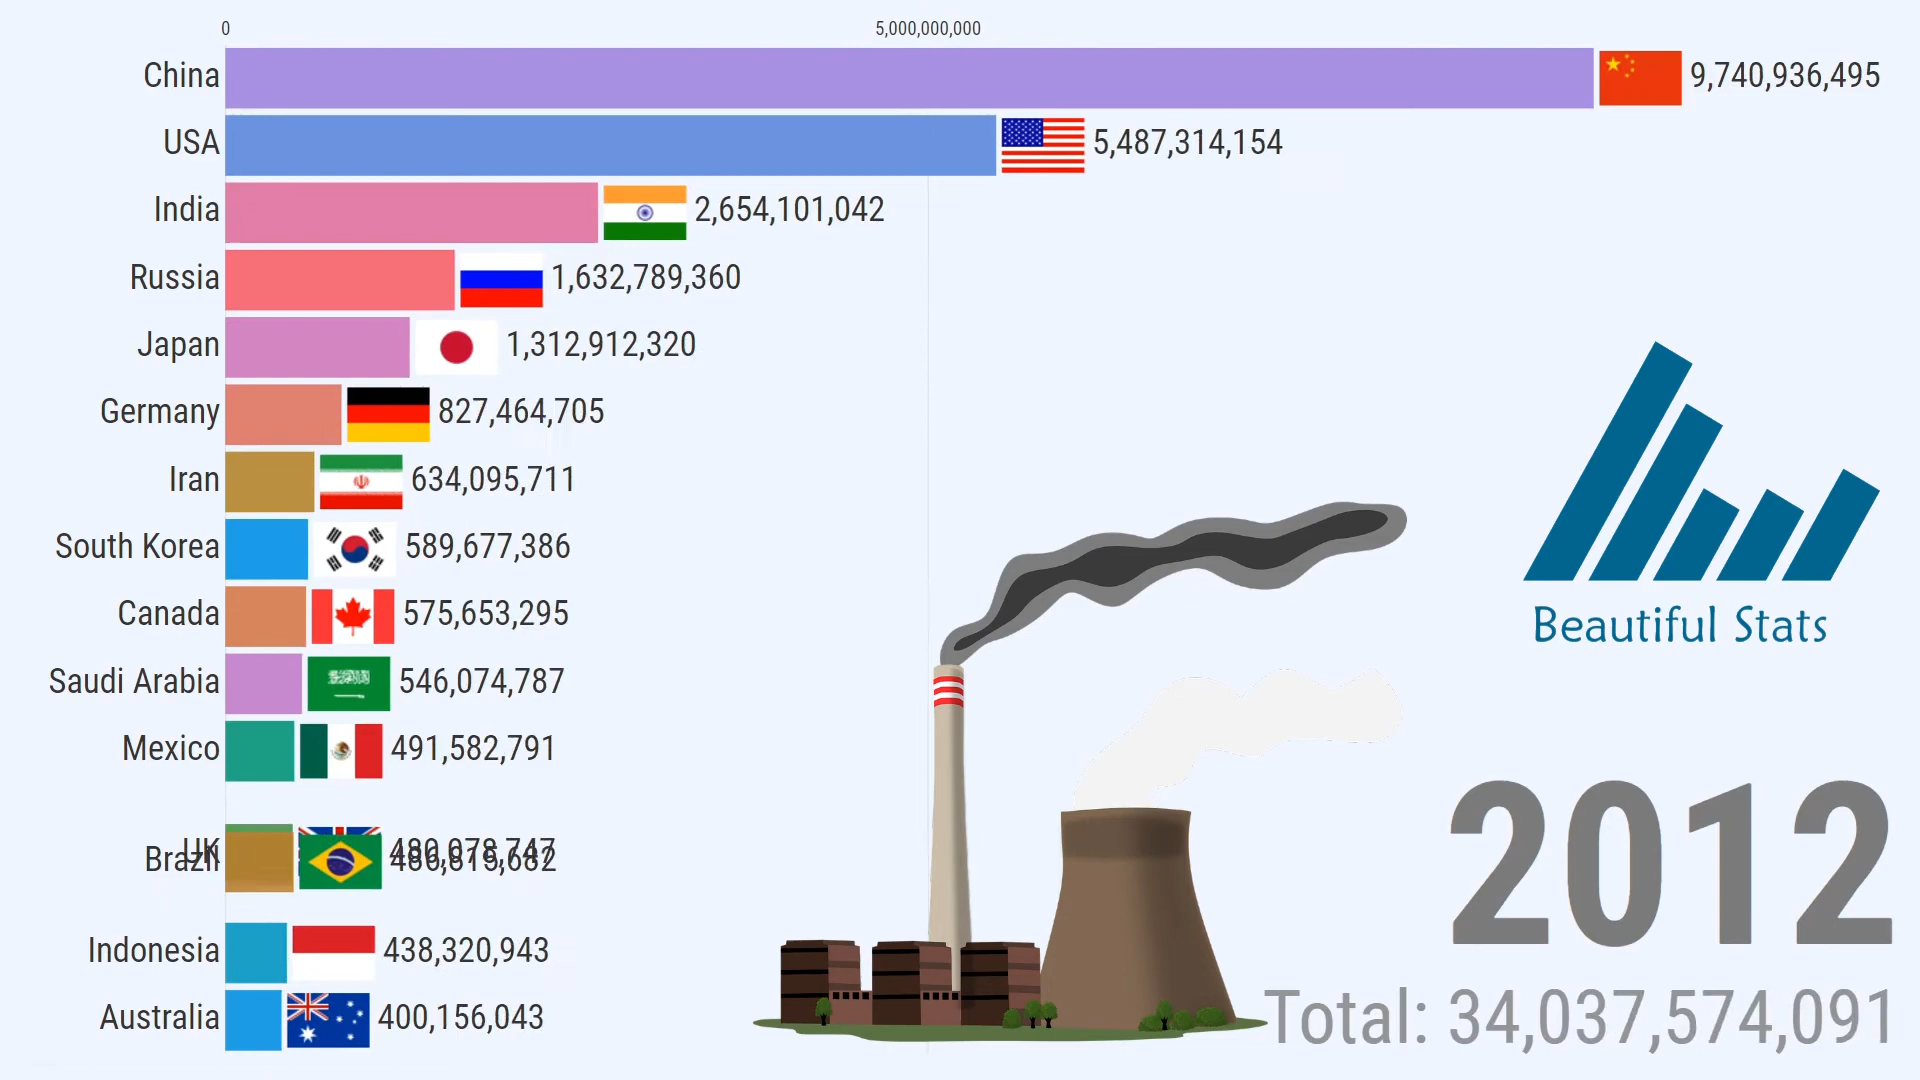 0 5,000,000,000
China 9,740,936,495
USA 5,487,314,154
India 2,654,101,042
Russia 1,632,789,360
Japan 1,312,912,320
Germany 827,464,705
Iran 634,095,711
South Korea 589,677,386
Canada 575,653,295
Saudi Arabia 546,074,787
Beautiful Stats
Mexico 491,582,791
UK
Brazil
Indonesia 438,320,943
Australia 400,156,043
2012
Total: 34,037,574,091